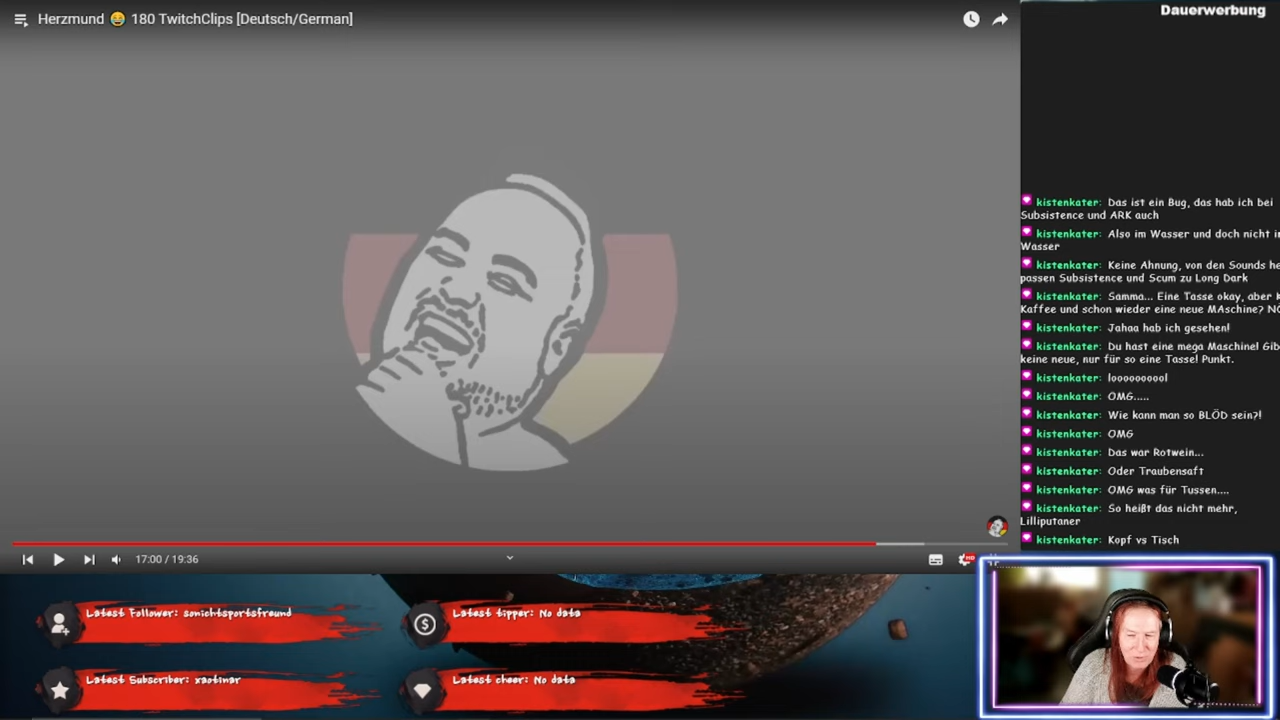 Herzmund 😂 180 TwitchClips [Deutsch/German]
Dauerwerbung
kistenkater: Das ist ein Bug, das hab ich bei
Subsistence und ARK auch
kistenkater: Also im Wasser und doch nicht
Wasser
kistenkater: Keine Ahnung, von den Sounds
passen Subsistence und Scum zu Long Dark
kistenkater: Samma... Eine Tasse okay, aber
Kaffee und schon wieder eine neue MAschine?
kistenkater: Jahaa hab ich gesehen!
kistenkater: Du hast eine mega Maschine!
keine neue, nur für so eine Tasse! Punkt.
kistenkater: looooooool
kistenkater: OMG.....
kistenkater: Wie kann man so BLÖD sein?!
kistenkater: OMG
kistenkater: Das war Rotwein...
kistenkater: Oder Traubensaft
kistenkater: OMG was für Tussen....
kistenkater: So heißt das nicht mehr,
Lilliputaner
kistenkater: Kopf vs Tisch
17:00 / 19:36
HD
Latest Follower: sonichtsportsfreund
Latest tipper: No data
Latest Subscriber: xaotinar
Latest cheer: No data